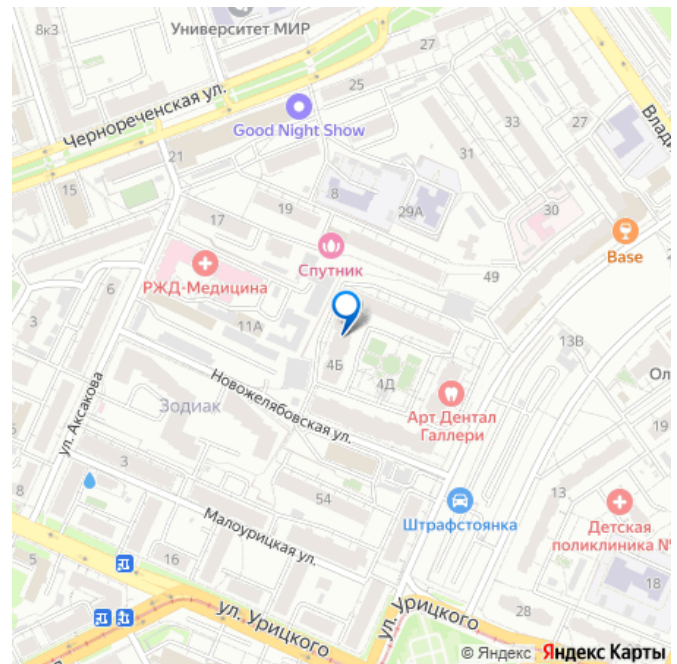 8к3
Университет МИР
27
25
Чернореченская ул.
Good Night Show
33
27
Влади
21
31
15
19
8
29А
17
30
Спутник
Base
РЖД-Медицина
49
6
3
11А
13В
4Б
4Д
Ол
Новожелябовская ул.
Зодиак
Арт Дентал
Галлери
19
ул. Аксакова
3
8
54
13
Штрафстоянка
Детская
поликлиника №
Малоурицкая ул.
5
16
18
ул. Урицкого
ул. Урицкого
28
© Яндекс Яндекс Карты